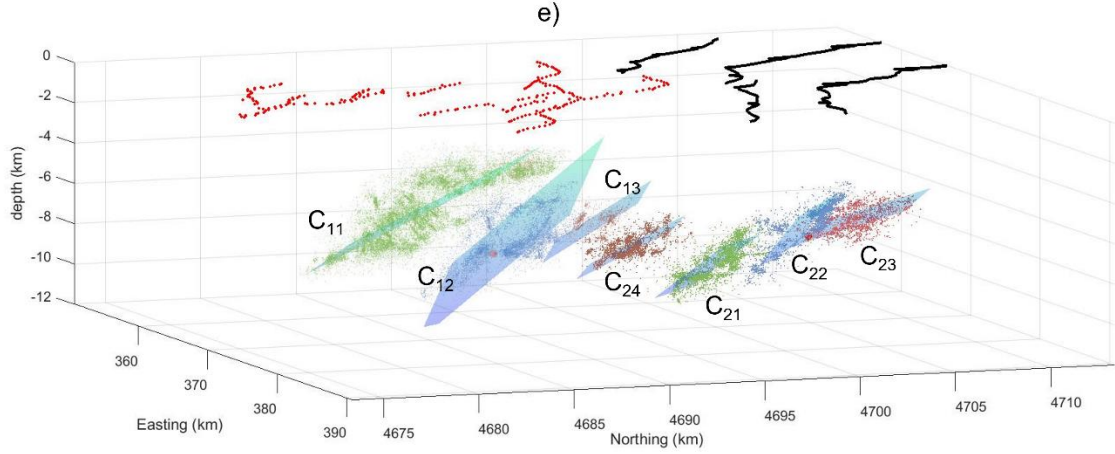 e)
0
-2
-4
-6
-8
-10
-12
depth (km)
C11
C12
C13
C24
C21
C22
C23
360
370
380
390
Easting (km)
4675
4680
4685
4690
4695
4700
4705
4710
Northing (km)